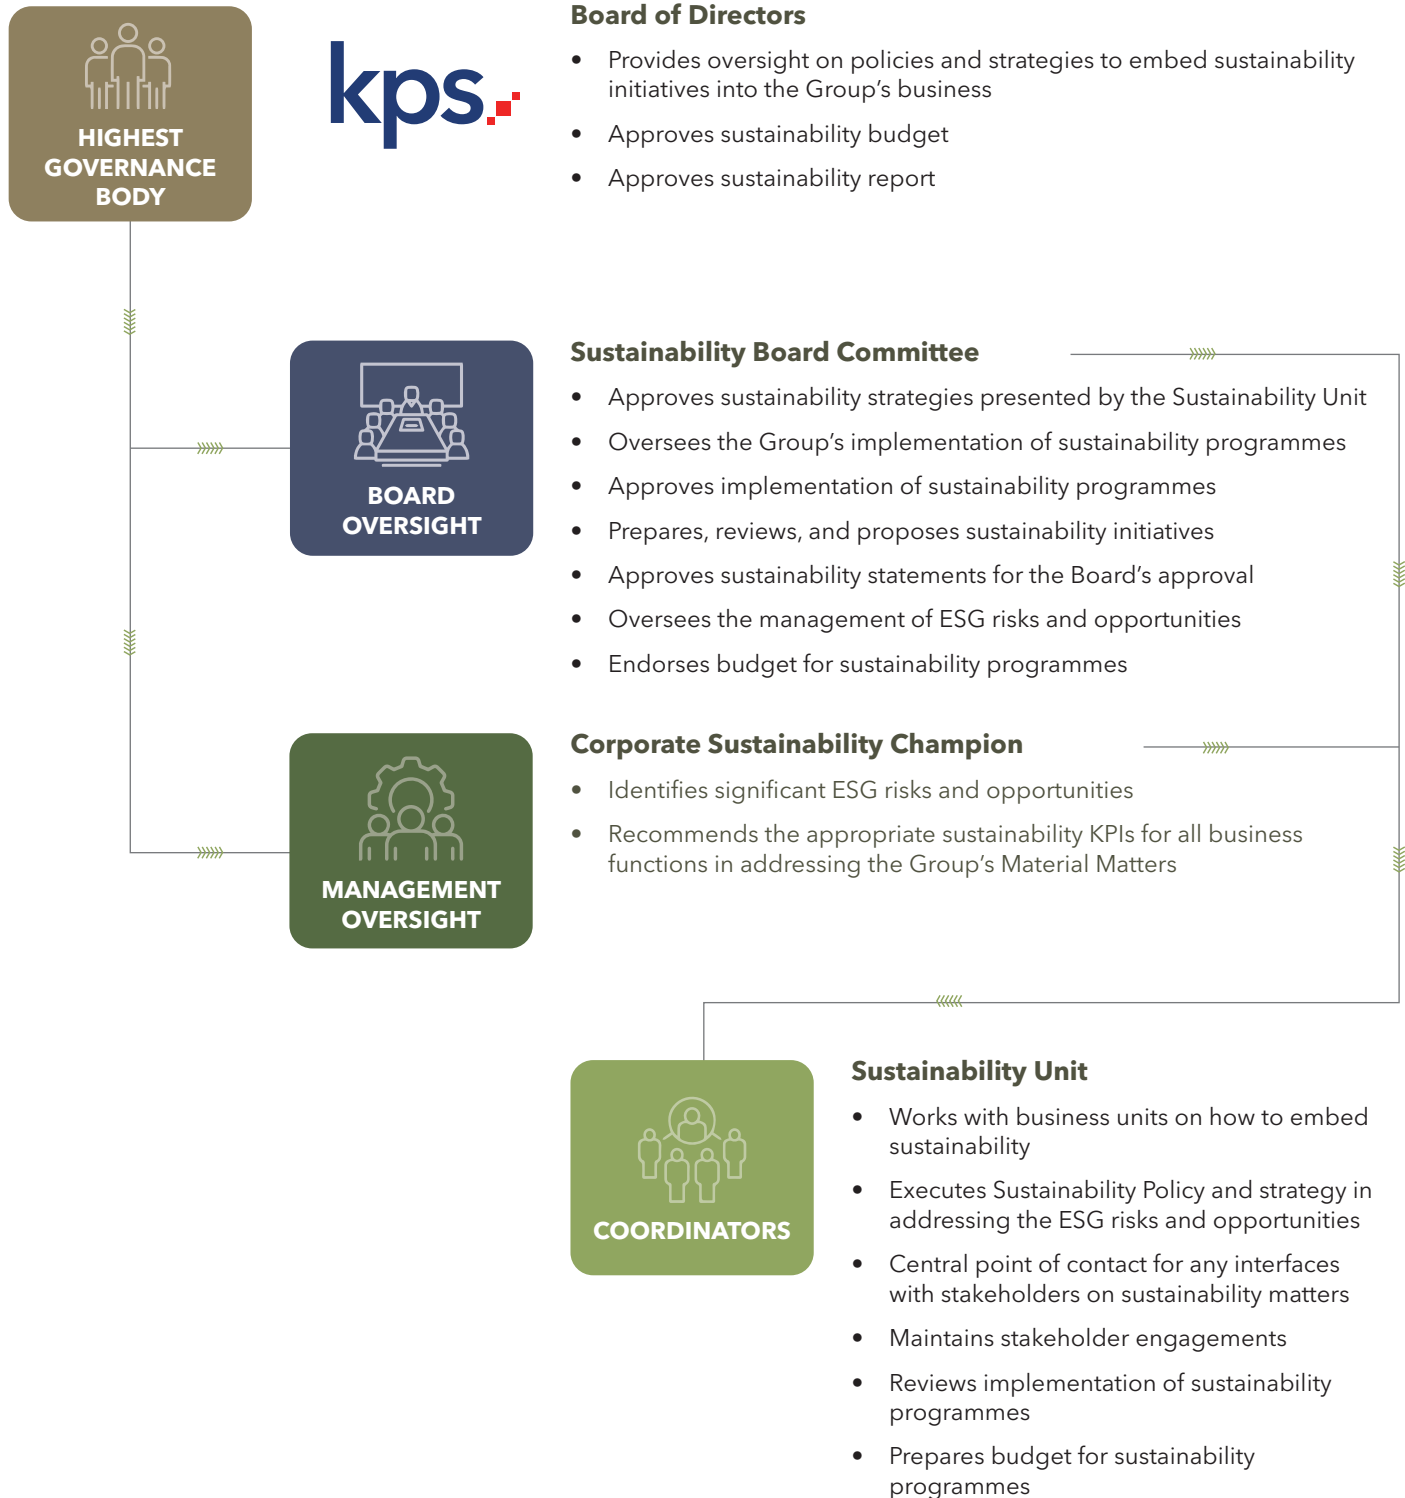 HIGHEST
GOVERNANCE
BODY
kps
Board of Directors
• Provides oversight on policies and strategies to embed sustainability
initiatives into the Group’s business
• Approves sustainability budget
• Approves sustainability report
BOARD
OVERSIGHT
Sustainability Board Committee
• Approves sustainability strategies presented by the Sustainability Unit
• Oversees the Group’s implementation of sustainability programmes
• Approves implementation of sustainability programmes
• Prepares, reviews, and proposes sustainability initiatives
• Approves sustainability statements for the Board’s approval
• Oversees the management of ESG risks and opportunities
• Endorses budget for sustainability programmes
MANAGEMENT
OVERSIGHT
Corporate Sustainability Champion
• Identifies significant ESG risks and opportunities
• Recommends the appropriate sustainability KPIs for all business
functions in addressing the Group’s Material Matters
COORDINATORS
Sustainability Unit
• Works with business units on how to embed
sustainability
• Executes Sustainability Policy and strategy in
addressing the ESG risks and opportunities
• Central point of contact for any interfaces
with stakeholders on sustainability matters
• Maintains stakeholder engagements
• Reviews implementation of sustainability
programmes
• Prepares budget for sustainability
programmes